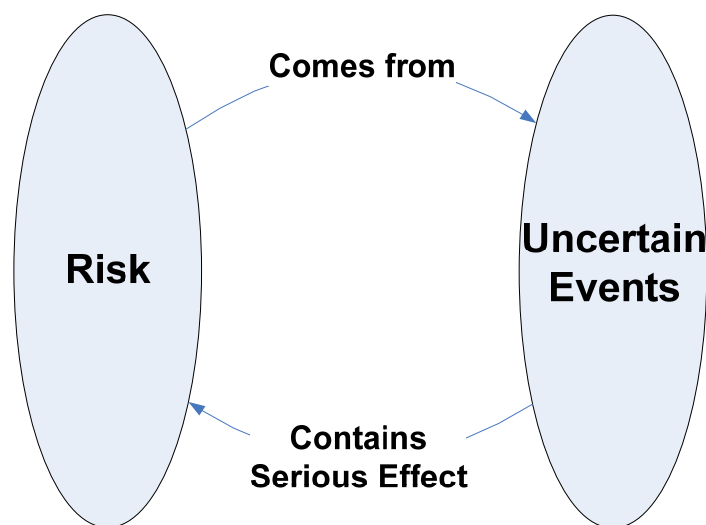 Comes from
Risk
Uncertain
Events
Contains
Serious Effect